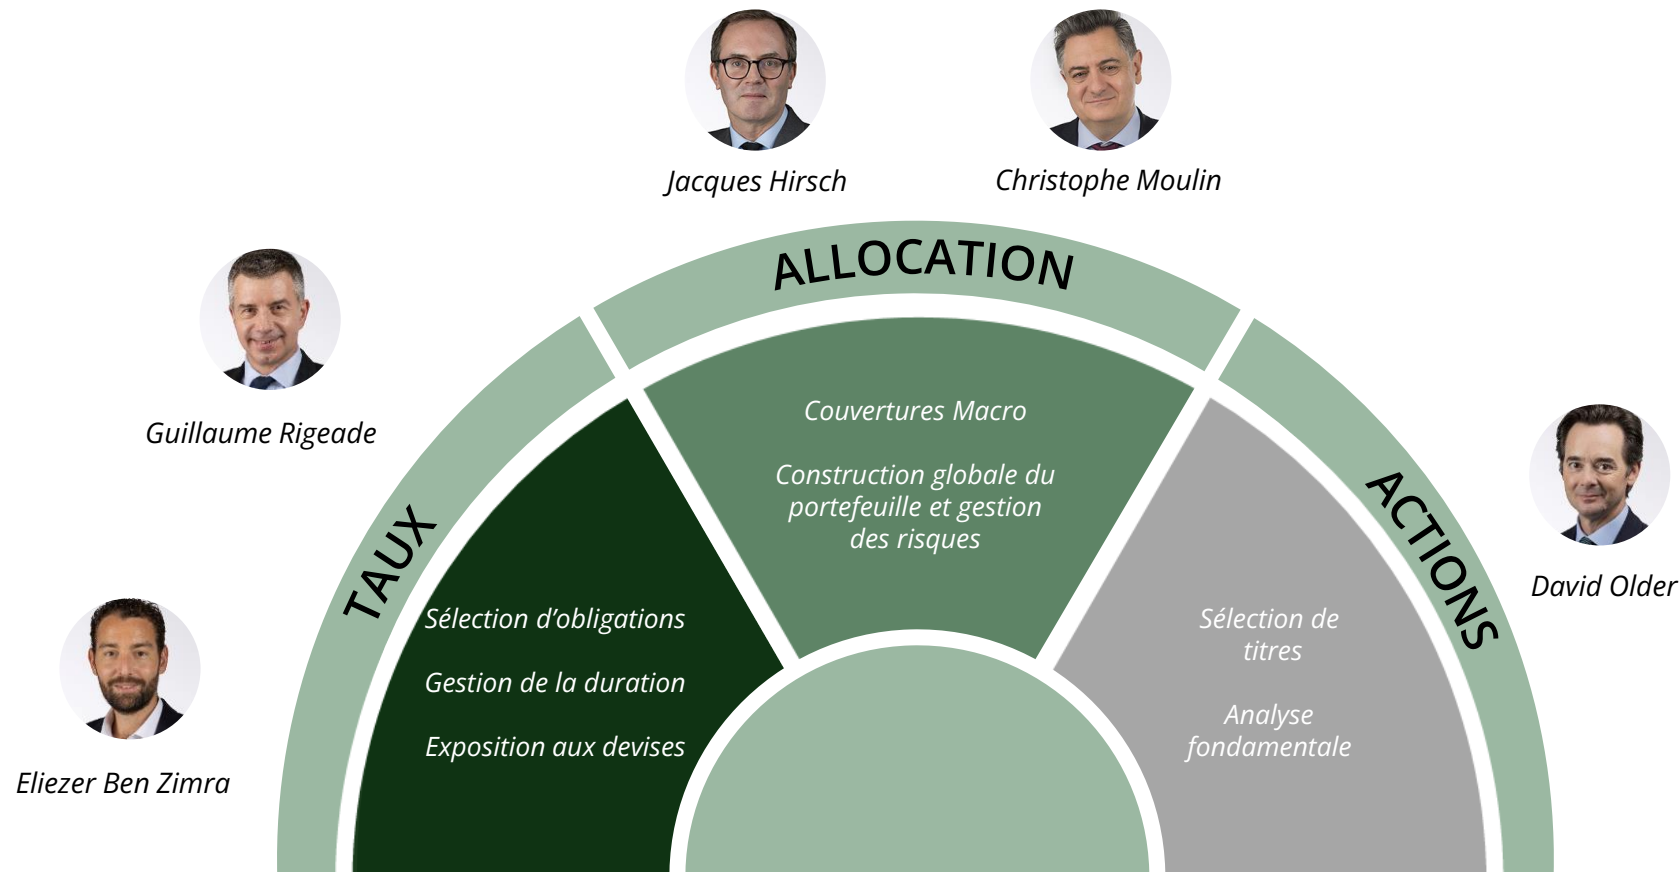 Jacques Hirsch
Christophe Moulin
ALLOCATION
Guillaume Rigeade
Couvertures Macro
Construction globale du
portefeuille et gestion
des risques
TAUX
ACTIONS
David Older
Sélection d’obligations
Gestion de la duration
Exposition aux devises
Sélection de
titres
Analyse
fondamentale
Eliezer Ben Zimra